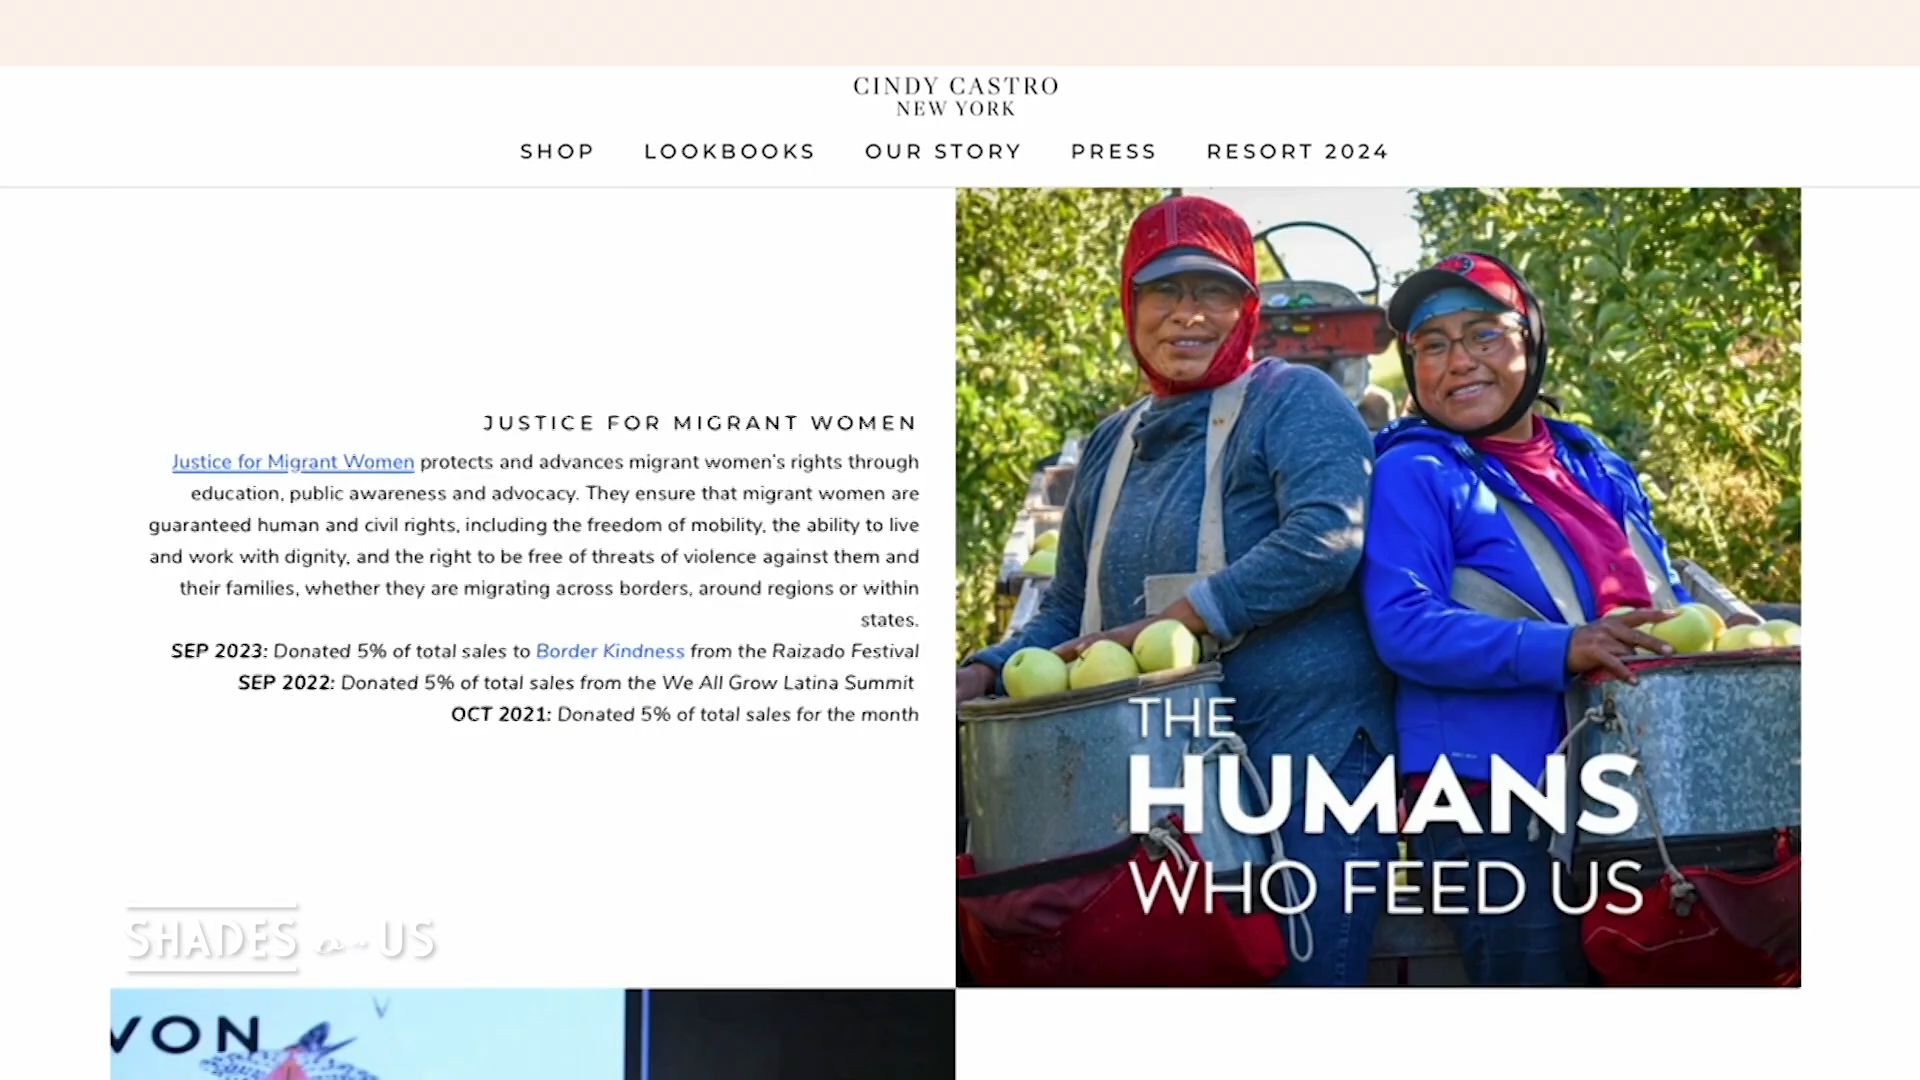 CINDY CASTRO
NEW YORK
SHOP LOOKBOOKS OUR STORY PRESS RESORT 2024
JUSTICE FOR MIGRANT WOMEN
Justice for Migrant Women protects and advances migrant women's rights through
education, public awareness and advocacy. They ensure that migrant women are
guaranteed human and civil rights, including the freedom of mobility, the ability to live
and work with dignity, and the right to be free of threats of violence against them and
their families, whether they are migrating across borders, around regions or within
states.
SEP 2023: Donated 5% of total sales to Border Kindness from the Raizado Festival
SEP 2022: Donated 5% of total sales from the We All Grow Latina Summit
OCT 2021: Donated 5% of total sales for the month
THE
HUMANS
WHO FEED US
SHADES US
VON